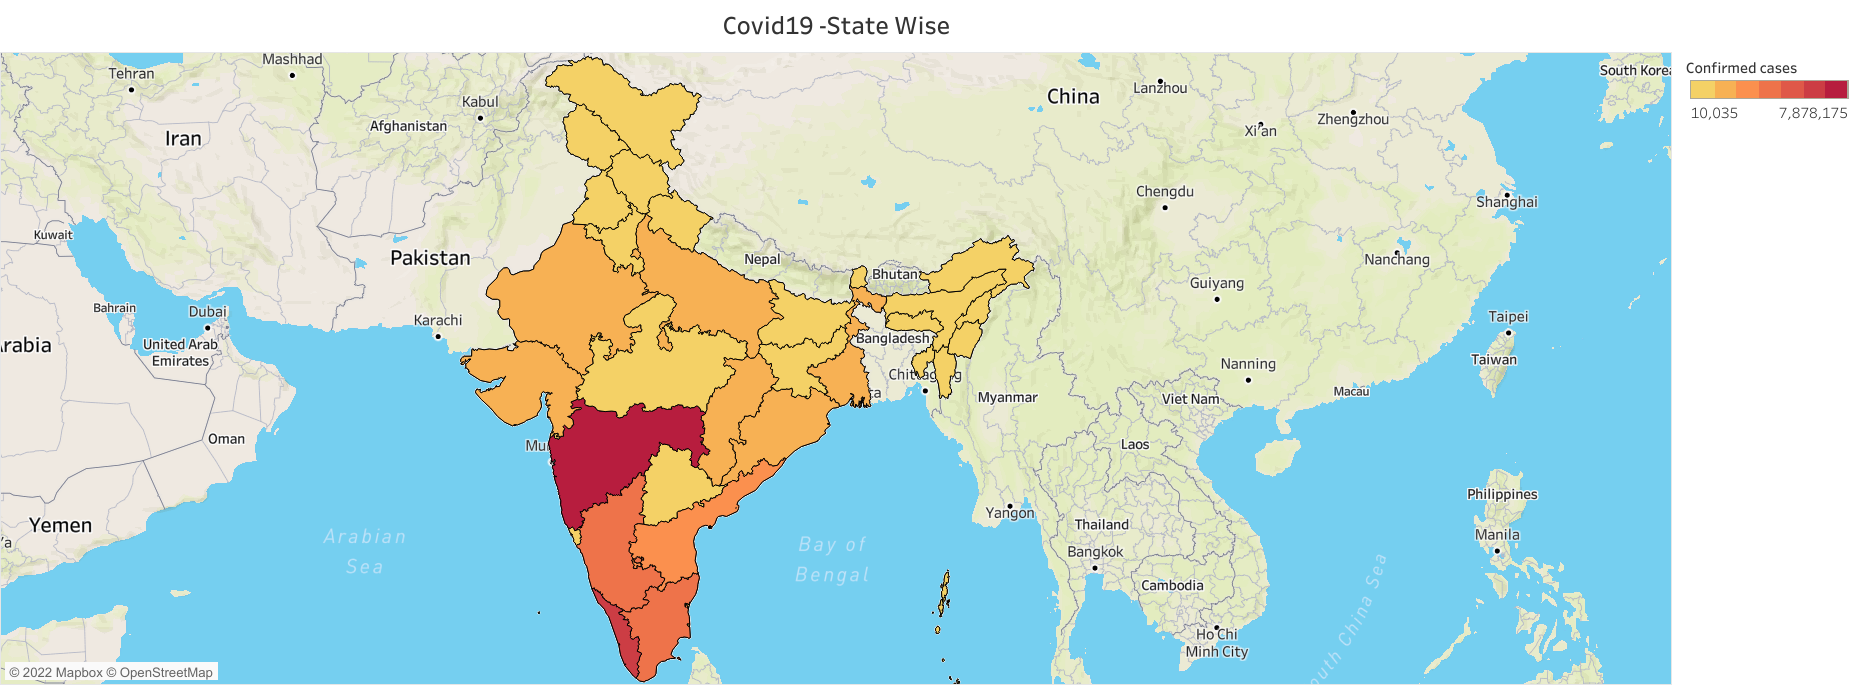 Covid19 -State Wise
Confirmed cases
10,035
7,878,175
Tehran
Mashhad
Kabul
Afghanistan
Iran
China
Lanzhou
Xi'an
Zhengzhou
South Korea
Kuwait
Pakistan
Nepal
Bhutan
Chengdu
Shanghai
Nanchang
Guiyang
Bahrain
Dubai
Karachi
United Arab
Emirates
Bangladesh
Taipei
Taiwan
Nanning
Macau
Viet Nam
Myanmar
Oman
Laos
Yemen
Arabian
Sea
Bay of
Bengal
Yangon
Thailand
Bangkok
Cambodia
Ho Chi
Minh City
Philippines
Manila
South China Sea
© 2022 Mapbox © OpenStreetMap